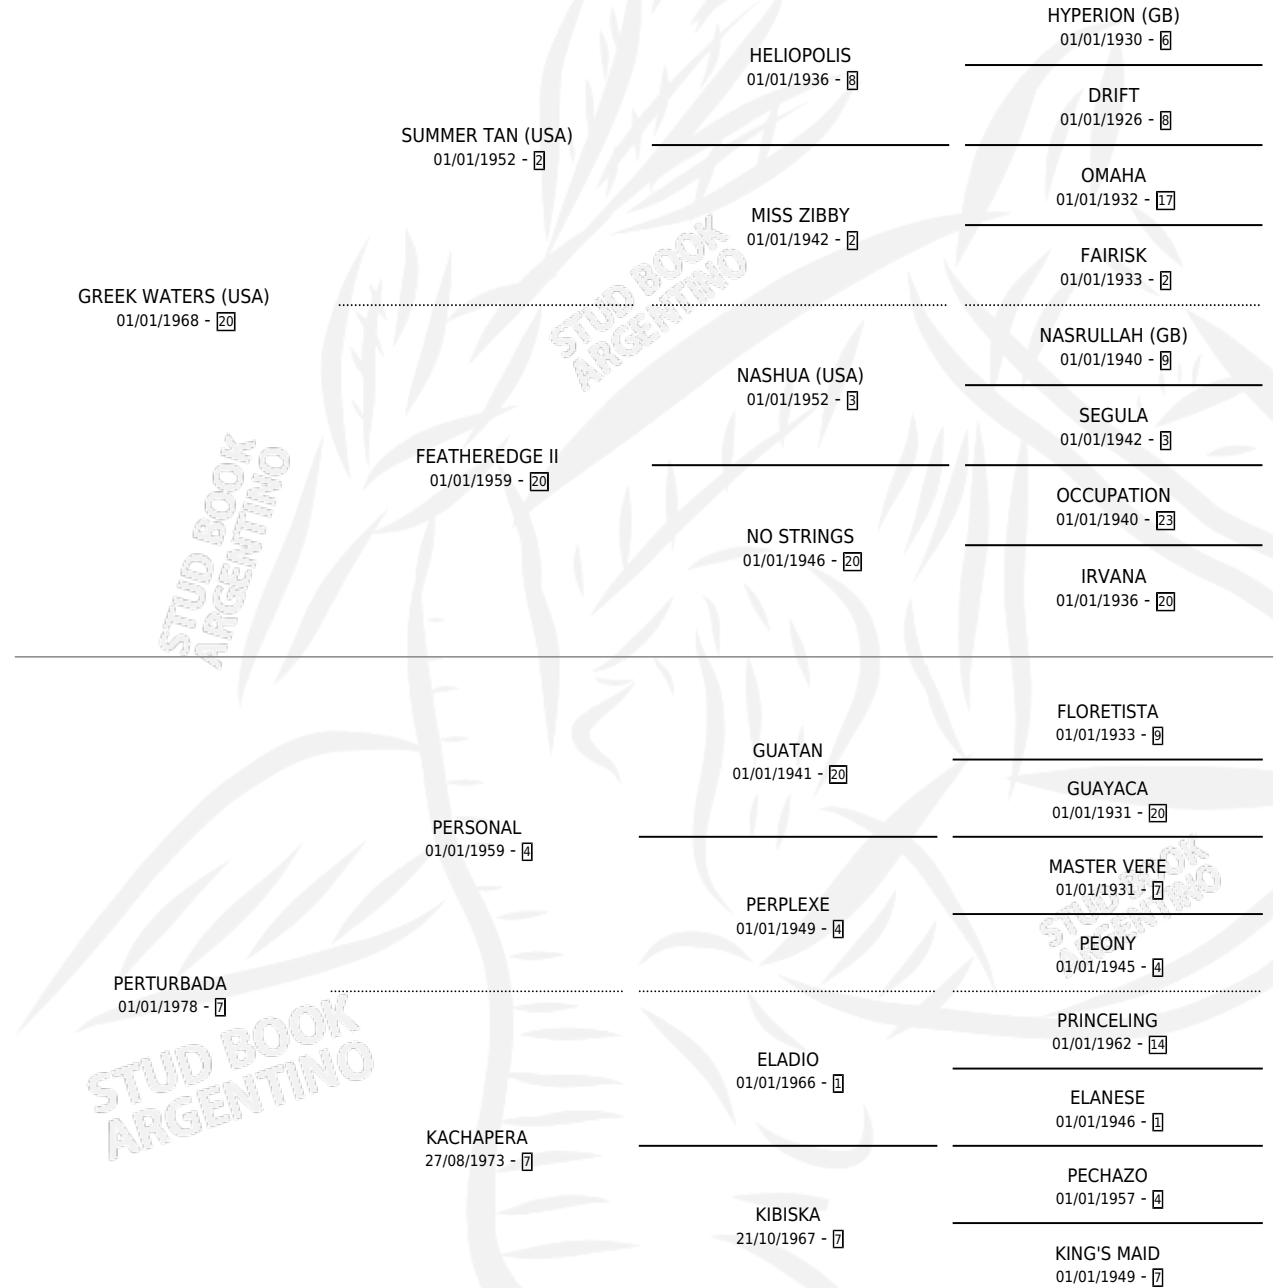 HYPERION (GB)
01/01/1930 - 6
HELIOPOLIS
01/01/1936 - 8
DRIFT
01/01/1926 - 8
SUMMER TAN (USA)
01/01/1952 - 2
OMAHA
01/01/1932 - 17
MISS ZIBBY
01/01/1942 - 2
FAIRISK
01/01/1933 - 2
GREEK WATERS (USA)
01/01/1968 - 20
STUD BOOK
ARGENTINO
NASRULLAH (GB)
01/01/1940 - 9
NASHUA (USA)
01/01/1952 - 3
SEGULA
01/01/1942 - 3
FEATHEREDGE II
01/01/1959 - 20
STUD BOOK
ARGENTINO
OCCUPATION
01/01/1940 - 23
NO STRINGS
01/01/1946 - 20
IRVANA
01/01/1936 - 20
FLORETISTA
01/01/1933 - 9
GUATAN
01/01/1941 - 20
GUAYACA
01/01/1931 - 20
PERSONAL
01/01/1959 - 4
MASTER VERE
01/01/1931 - 7
PERPLEXE
01/01/1949 - 4
STUD BOOK
ARGENTINO
PEONY
01/01/1945 - 4
PERTURBADA
01/01/1978 - 7
STUD BOOK
ARGENTINO
PRINCELING
01/01/1962 - 14
ELADIO
01/01/1966 - 1
ELANESE
01/01/1946 - 1
KACHAPERA
27/08/1973 - 7
PECHAZO
01/01/1957 - 4
KIBISKA
21/10/1967 - 7
KING'S MAID
01/01/1949 - 7